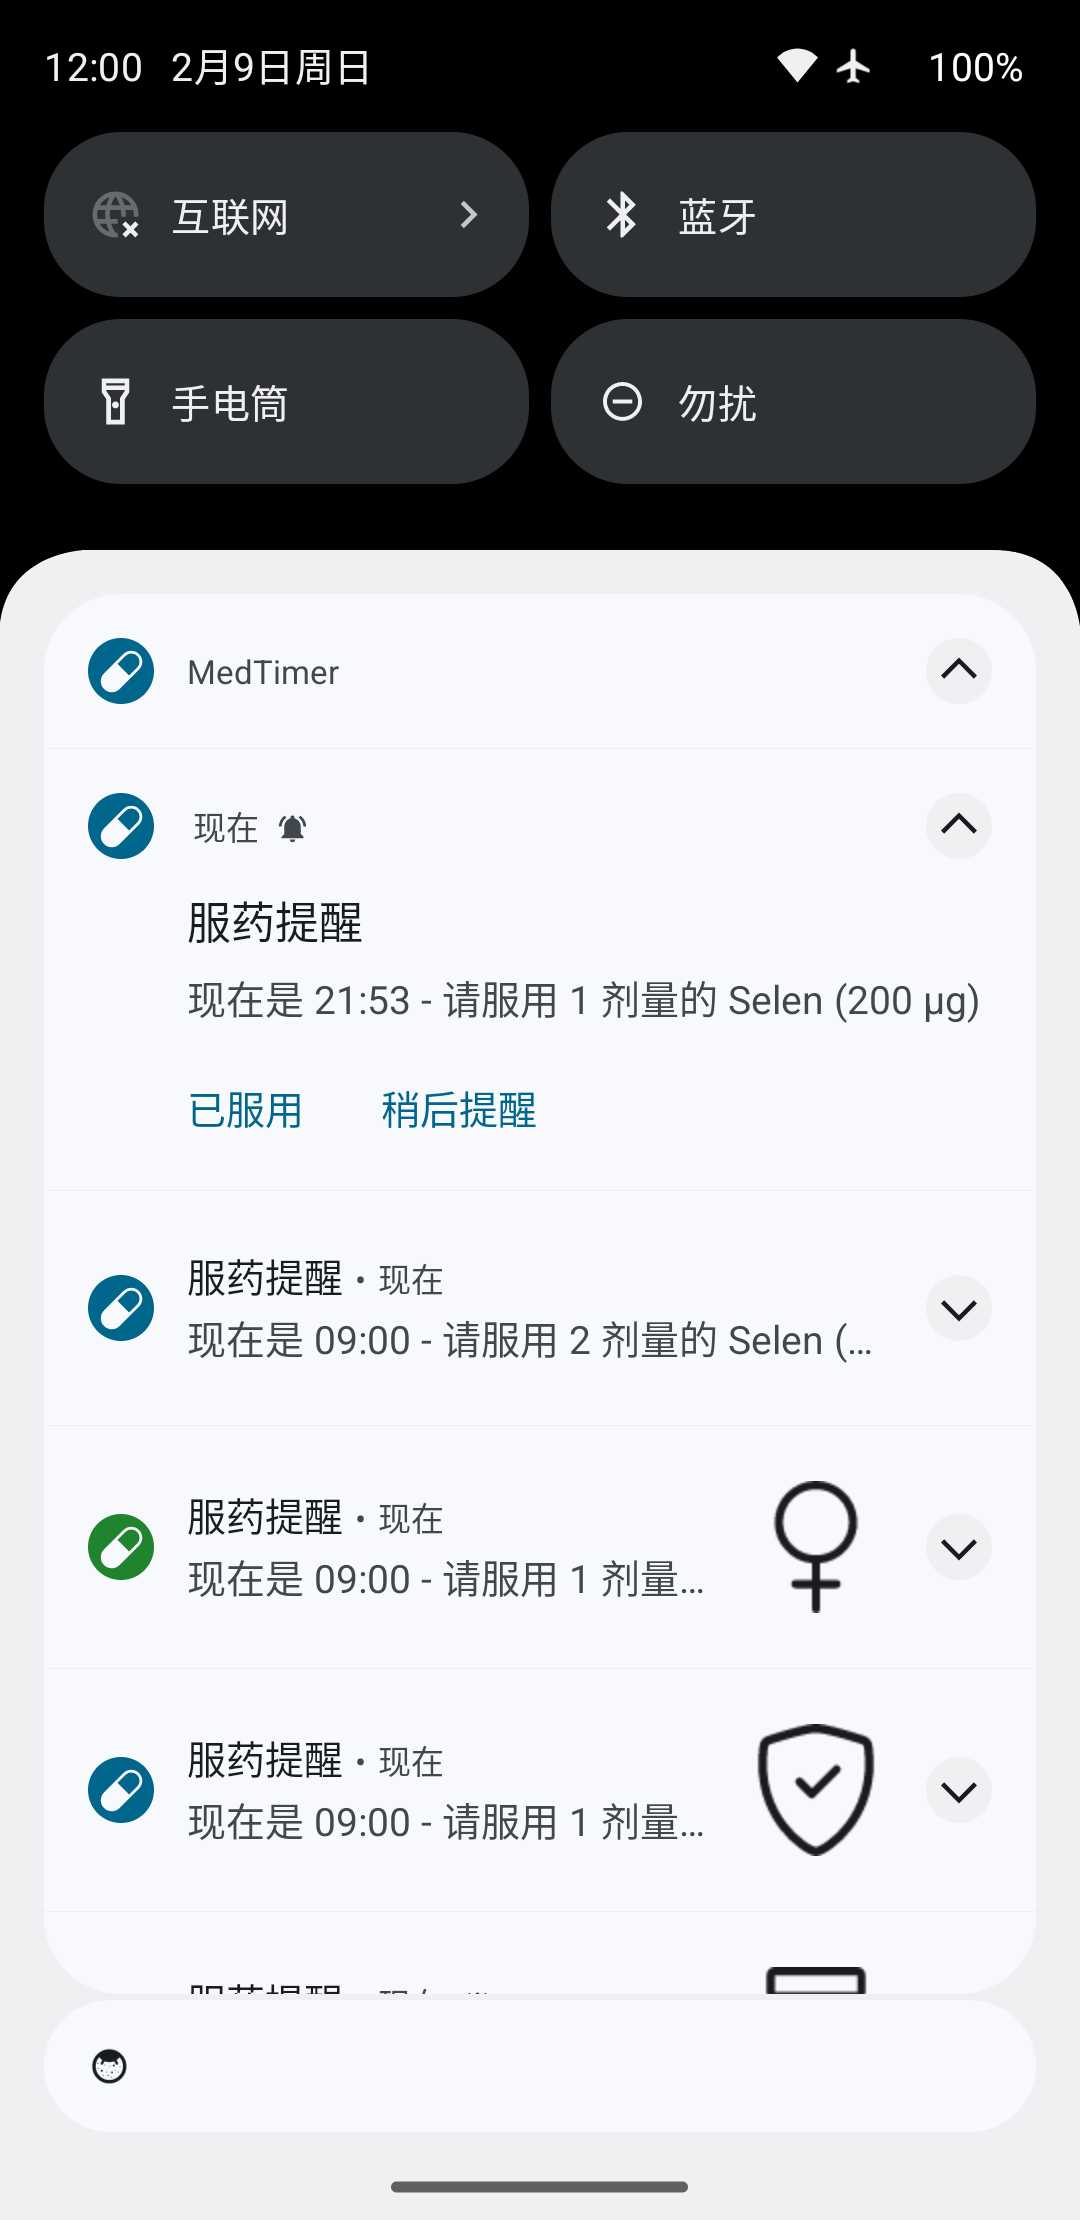 12:00 2月9日周日 100%
互联网
蓝牙
手电筒
勿扰
MedTimer
现在
服药提醒
现在是 21:53 - 请服用 1 剂量的 Selen (200 µg)
已服用 稍后提醒
服药提醒 · 现在
现在是 09:00 - 请服用 2 剂量的 Selen (...
服药提醒 · 现在
现在是 09:00 - 请服用 1 剂量...
服药提醒 · 现在
现在是 09:00 - 请服用 1 剂量...